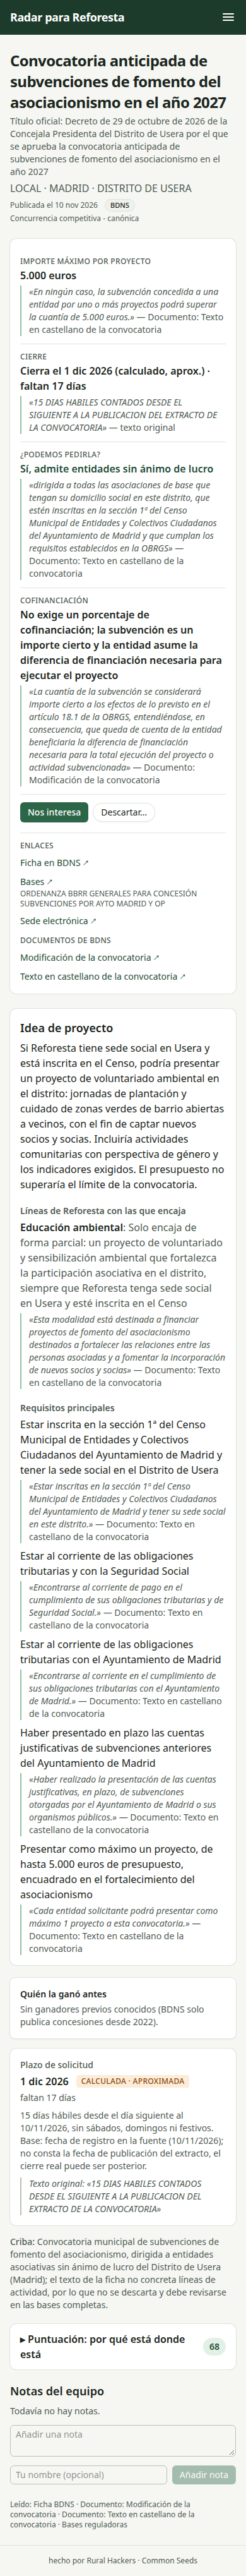 Radar para Reforesta
Convocatoria anticipada de
subvenciones de fomento del
asociacionismo en el año 2027
Título oficial: Decreto de 29 de octubre de 2026 de la
Concejala Presidenta del Distrito de Usera por el que
se aprueba la convocatoria anticipada de
subvenciones de fomento del asociacionismo en el
año 2027
LOCAL · MADRID · DISTRITO DE USERA
Publicada el 10 nov 2026 BDNS
Concurrencia competitiva - canónica
IMPORTE MÁXIMO POR PROYECTO
5.000 euros
«En ningún caso, la subvención concedida a una
entidad por uno o más proyectos podrá superar
la cuantía de 5.000 euros.» — Documento: Texto
en castellano de la convocatoria
CIERRE
Cierra el 1 dic 2026 (calculado, aprox.) ·
faltan 17 días
«15 DIAS HABILES CONTADOS DESDE EL
SIGUIENTE A LA PUBLICACION DEL EXTRACTO DE
LA CONVOCATORIA» — texto original
¿PODEMOS PEDIRLA?
Sí, admite entidades sin ánimo de lucro
«dirigida a todas las asociaciones de base que
tengan su domicilio social en este distrito, que
estén inscritas en la sección 1ª del Censo
Municipal de Entidades y Colectivos Ciudadanos
del Ayuntamiento de Madrid y que cumplan los
requisitos establecidos en la OBRGS» —
Documento: Texto en castellano de la
convocatoria
COFINANCIACIÓN
No exige un porcentaje de
cofinanciación; la subvención es un
importe cierto y la entidad asume la
diferencia de financiación necesaria para
ejecutar el proyecto
«La cuantía de la subvención se considerará
importe cierto a los efectos de lo previsto en el
artículo 18.1 de la OBRGS, entendiéndose, en
consecuencia, que queda de cuenta de la entidad
beneficiaria la diferencia de financiación
necesaria para la total ejecución del proyecto o
actividad subvencionada» — Documento:
Modificación de la convocatoria
Nos interesa Descartar...
ENLACES
Ficha en BDNS ↗
Bases ↗
ORDENANZA BBRR GENERALES PARA CONCESIÓN
SUBVENCIONES POR AYTO MADRID Y OP
Sede electrónica ↗
DOCUMENTOS DE BDNS
Modificación de la convocatoria ↗
Texto en castellano de la convocatoria ↗
Idea de proyecto
Si Reforesta tiene sede social en Usera y
está inscrita en el Censo, podría presentar
un proyecto de voluntariado ambiental en
el distrito: jornadas de plantación y
cuidado de zonas verdes de barrio abiertas
a vecinos, con el fin de captar nuevos
socios y socias. Incluiría actividades
comunitarias con perspectiva de género y
los indicadores exigidos. El presupuesto no
superaría el límite de la convocatoria.
Líneas de Reforesta con las que encaja
Educación ambiental: Solo encaja de
forma parcial: un proyecto de voluntariado
y sensibilización ambiental que fortalezca
la participación asociativa en el distrito,
siempre que Reforesta tenga sede social
en Usera y esté inscrita en el Censo
«Esta modalidad está destinada a financiar
proyectos de fomento del asociacionismo
destinados a fortalecer las relaciones entre las
personas asociadas y a fomentar la incorporación
de nuevos socios y socias» — Documento: Texto
en castellano de la convocatoria
Requisitos principales
Estar inscrita en la sección 1ª del Censo
Municipal de Entidades y Colectivos
Ciudadanos del Ayuntamiento de Madrid y
tener la sede social en el Distrito de Usera
«Estar inscritas en la sección 1ª del Censo
Municipal de Entidades y Colectivos Ciudadanos
del Ayuntamiento de Madrid y tener su sede social
en este distrito.» — Documento: Texto en
castellano de la convocatoria
Estar al corriente de las obligaciones
tributarias y con la Seguridad Social
«Encontrarse al corriente de pago en el
cumplimiento de sus obligaciones tributarias y de
Seguridad Social.» — Documento: Texto en
castellano de la convocatoria
Estar al corriente de las obligaciones
tributarias con el Ayuntamiento de Madrid
«Encontrarse al corriente en el cumplimiento de
sus obligaciones tributarias con el Ayuntamiento
de Madrid.» — Documento: Texto en castellano
de la convocatoria
Haber presentado en plazo las cuentas
justificativas de subvenciones anteriores
del Ayuntamiento de Madrid
«Haber realizado la presentación de las cuentas
justificativas, en plazo, de subvenciones
otorgadas por el Ayuntamiento de Madrid o sus
organismos públicos.» — Documento: Texto en
castellano de la convocatoria
Presentar como máximo un proyecto, de
hasta 5.000 euros de presupuesto,
encuadrado en el fortalecimiento del
asociacionismo
«Cada entidad solicitante podrá presentar como
máximo 1 proyecto a esta convocatoria.» —
Documento: Texto en castellano de la
convocatoria
Quién la ganó antes
Sin ganadores previos conocidos (BDNS solo
publica concesiones desde 2022).
Plazo de solicitud
1 dic 2026 CALCULADA · APROXIMADA
faltan 17 días
15 días hábiles desde el día siguiente al
10/11/2026, sin sábados, domingos ni festivos.
Base: fecha de registro en la fuente (10/11/2026);
no consta la fecha de publicación del extracto, el
cierre real puede ser posterior.
Texto original: «15 DIAS HABILES CONTADOS
DESDE EL SIGUIENTE A LA PUBLICACION DEL
EXTRACTO DE LA CONVOCATORIA»
Criba: Convocatoria municipal de subvenciones de
fomento del asociacionismo, dirigida a entidades
asociativas sin ánimo de lucro del Distrito de Usera
(Madrid); el texto de la ficha no concreta líneas de
actividad, por lo que no se descarta y debe revisarse
en las bases completas.
▸ Puntuación: por qué está donde
está 68
Notas del equipo
Todavía no hay notas.
Añadir una nota
Tu nombre (opcional) Añadir nota
Leído: Ficha BDNS · Documento: Modificación de la
convocatoria · Documento: Texto en castellano de la
convocatoria · Bases reguladoras
hecho por Rural Hackers · Common Seeds